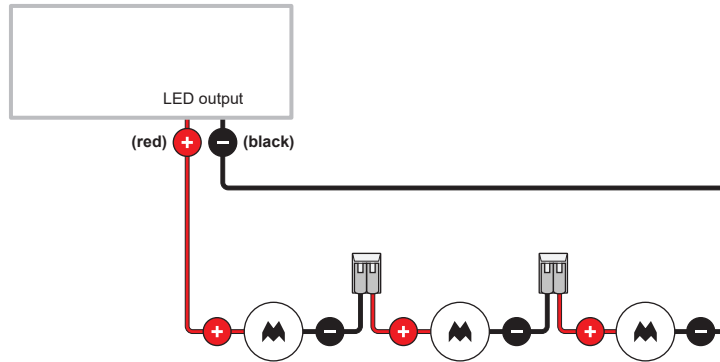 LED output
(red) + − (black)
+ − + − + −